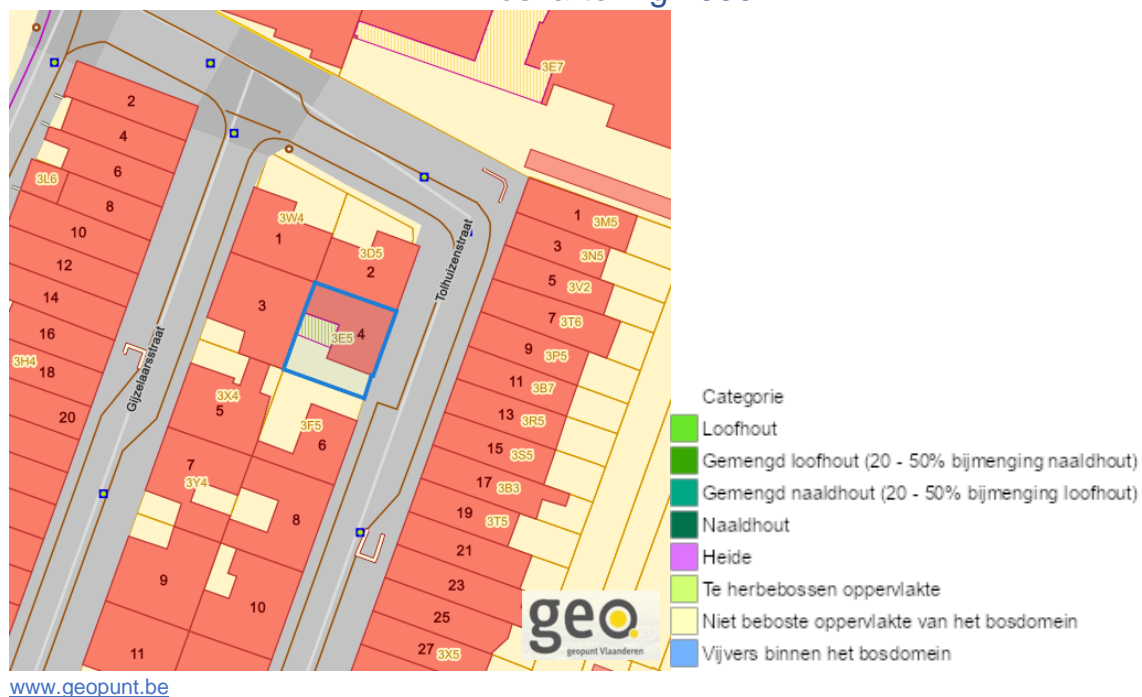 3E7
2
4
6
3L6
8
10
12
14
16
3H4
18
20
Gijzelaarsstraat
3W4
1
3D5
2
3
3E5
4
3X4
5
3F5
6
7
3Y4
8
9
10
11
Tolhuizenstraat
1 3M5
3 3N5
5 3V2
7 3T6
9 3P5
11 3B7
13 3R5
15 3S5
17 3B3
19 3T5
21
23
25
27 3X5
geo
geopunt Vlaanderen
Categorie
Loofhout
Gemengd loofhout (20 - 50% bijmenging naaldhout)
Gemengd naaldhout (20 - 50% bijmenging loofhout)
Naaldhout
Heide
Te herbebossen oppervlakte
Niet beboste oppervlakte van het bosdomein
Vijvers binnen het bosdomein
www.geopunt.be